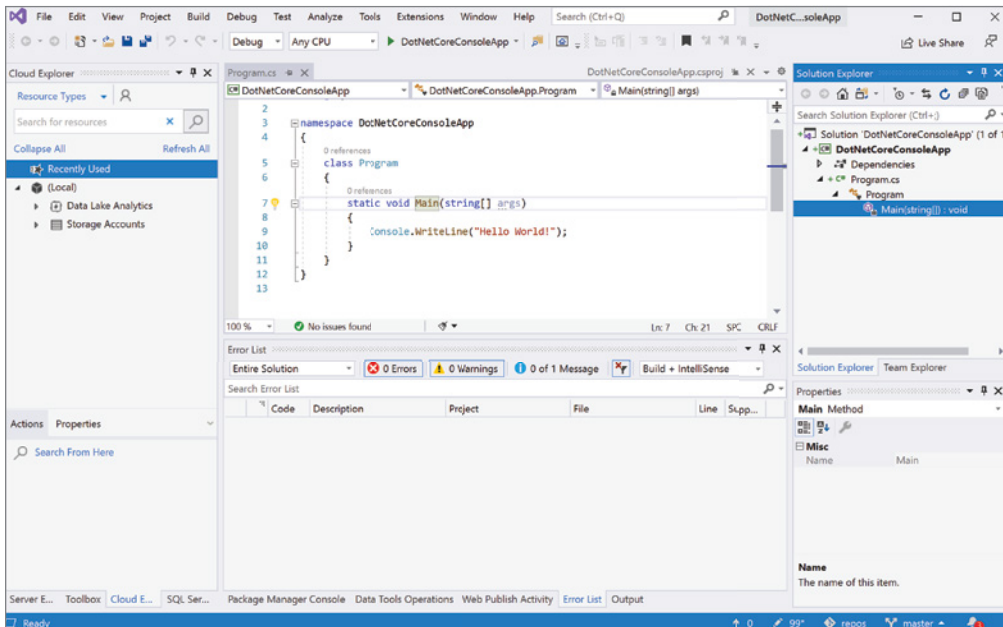 File Edit View Project Build Debug Test Analyze Tools Extensions Window Help Search (Ctrl+Q) DotNetC...soleApp
Debug Any CPU DotNetCoreConsoleApp Live Share
Cloud Explorer
Resource Types
Search for resources
Collapse All Refresh All
Recently Used
(Local)
Data Lake Analytics
Storage Accounts
Actions Properties
Search From Here
Server E... Toolbox Cloud E... SQL Ser...
Program.cs DotNetCoreConsoleApp.csproj
DotNetCoreConsoleApp DotNetCoreConsoleApp.Program Main(string[] args)
2
3 namespace DotNetCoreConsoleApp
4 {
0 references
5 class Program
6 {
0 references
7 static void Main(string[] args)
8 {
9 Console.WriteLine("Hello World!");
10 }
11 }
12 }
13
100 % No issues found Ln: 7 Ch: 21 SPC CRLF
Error List
Entire Solution 0 Errors 0 Warnings 0 of 1 Message Build + IntelliSense
Search Error List
Code Description Project File Line Supp...
Package Manager Console Data Tools Operations Web Publish Activity Error List Output
Solution Explorer
Search Solution Explorer (Ctrl+;)
Solution 'DotNetCoreConsoleApp' (1 of 1
DotNetCoreConsoleApp
Dependencies
C# Program.cs
Program
Main(string[]) : void
Solution Explorer Team Explorer
Properties
Main Method
Misc
Name Main
Name
The name of this item.
Ready 0 99+ repos master